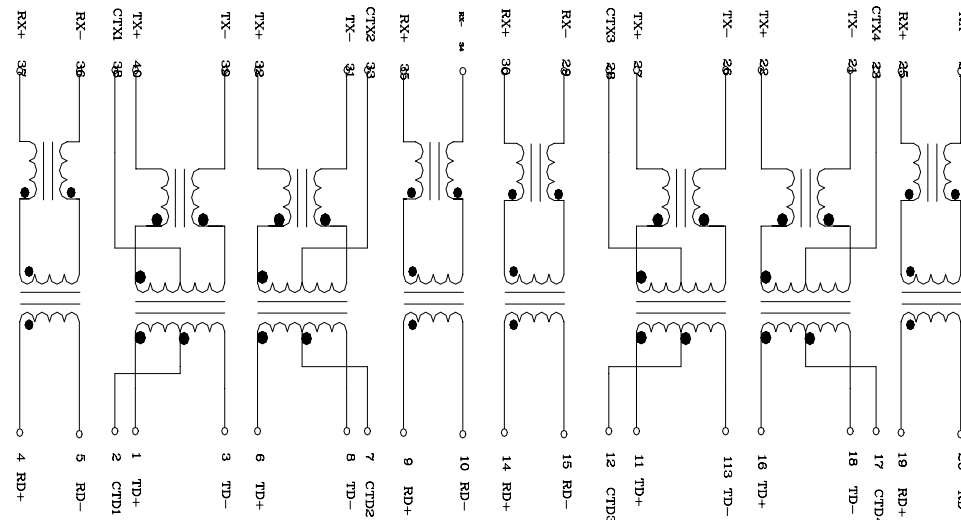 RX+ 37
RX- 36
CTX1 38
TX+ 40
TX- 39
TX+ 32
TX- 31
CTX2 33
RX+ 35
RX- 34
RX+ 30
RX- 29
CTX3 28
TX+ 27
TX- 26
TX+ 22
TX- 21
CTX4 23
RX+ 25
4 RD+
5 RD-
2 CTD1
1 TD+
3 TD-
6 TD+
8 TD-
7 CTD2
9 RD+
10 RD-
14 RD+
15 RD-
12 CTD3
11 TD+
113 TD-
16 TD+
18 TD-
17 CTD4
19 RD+